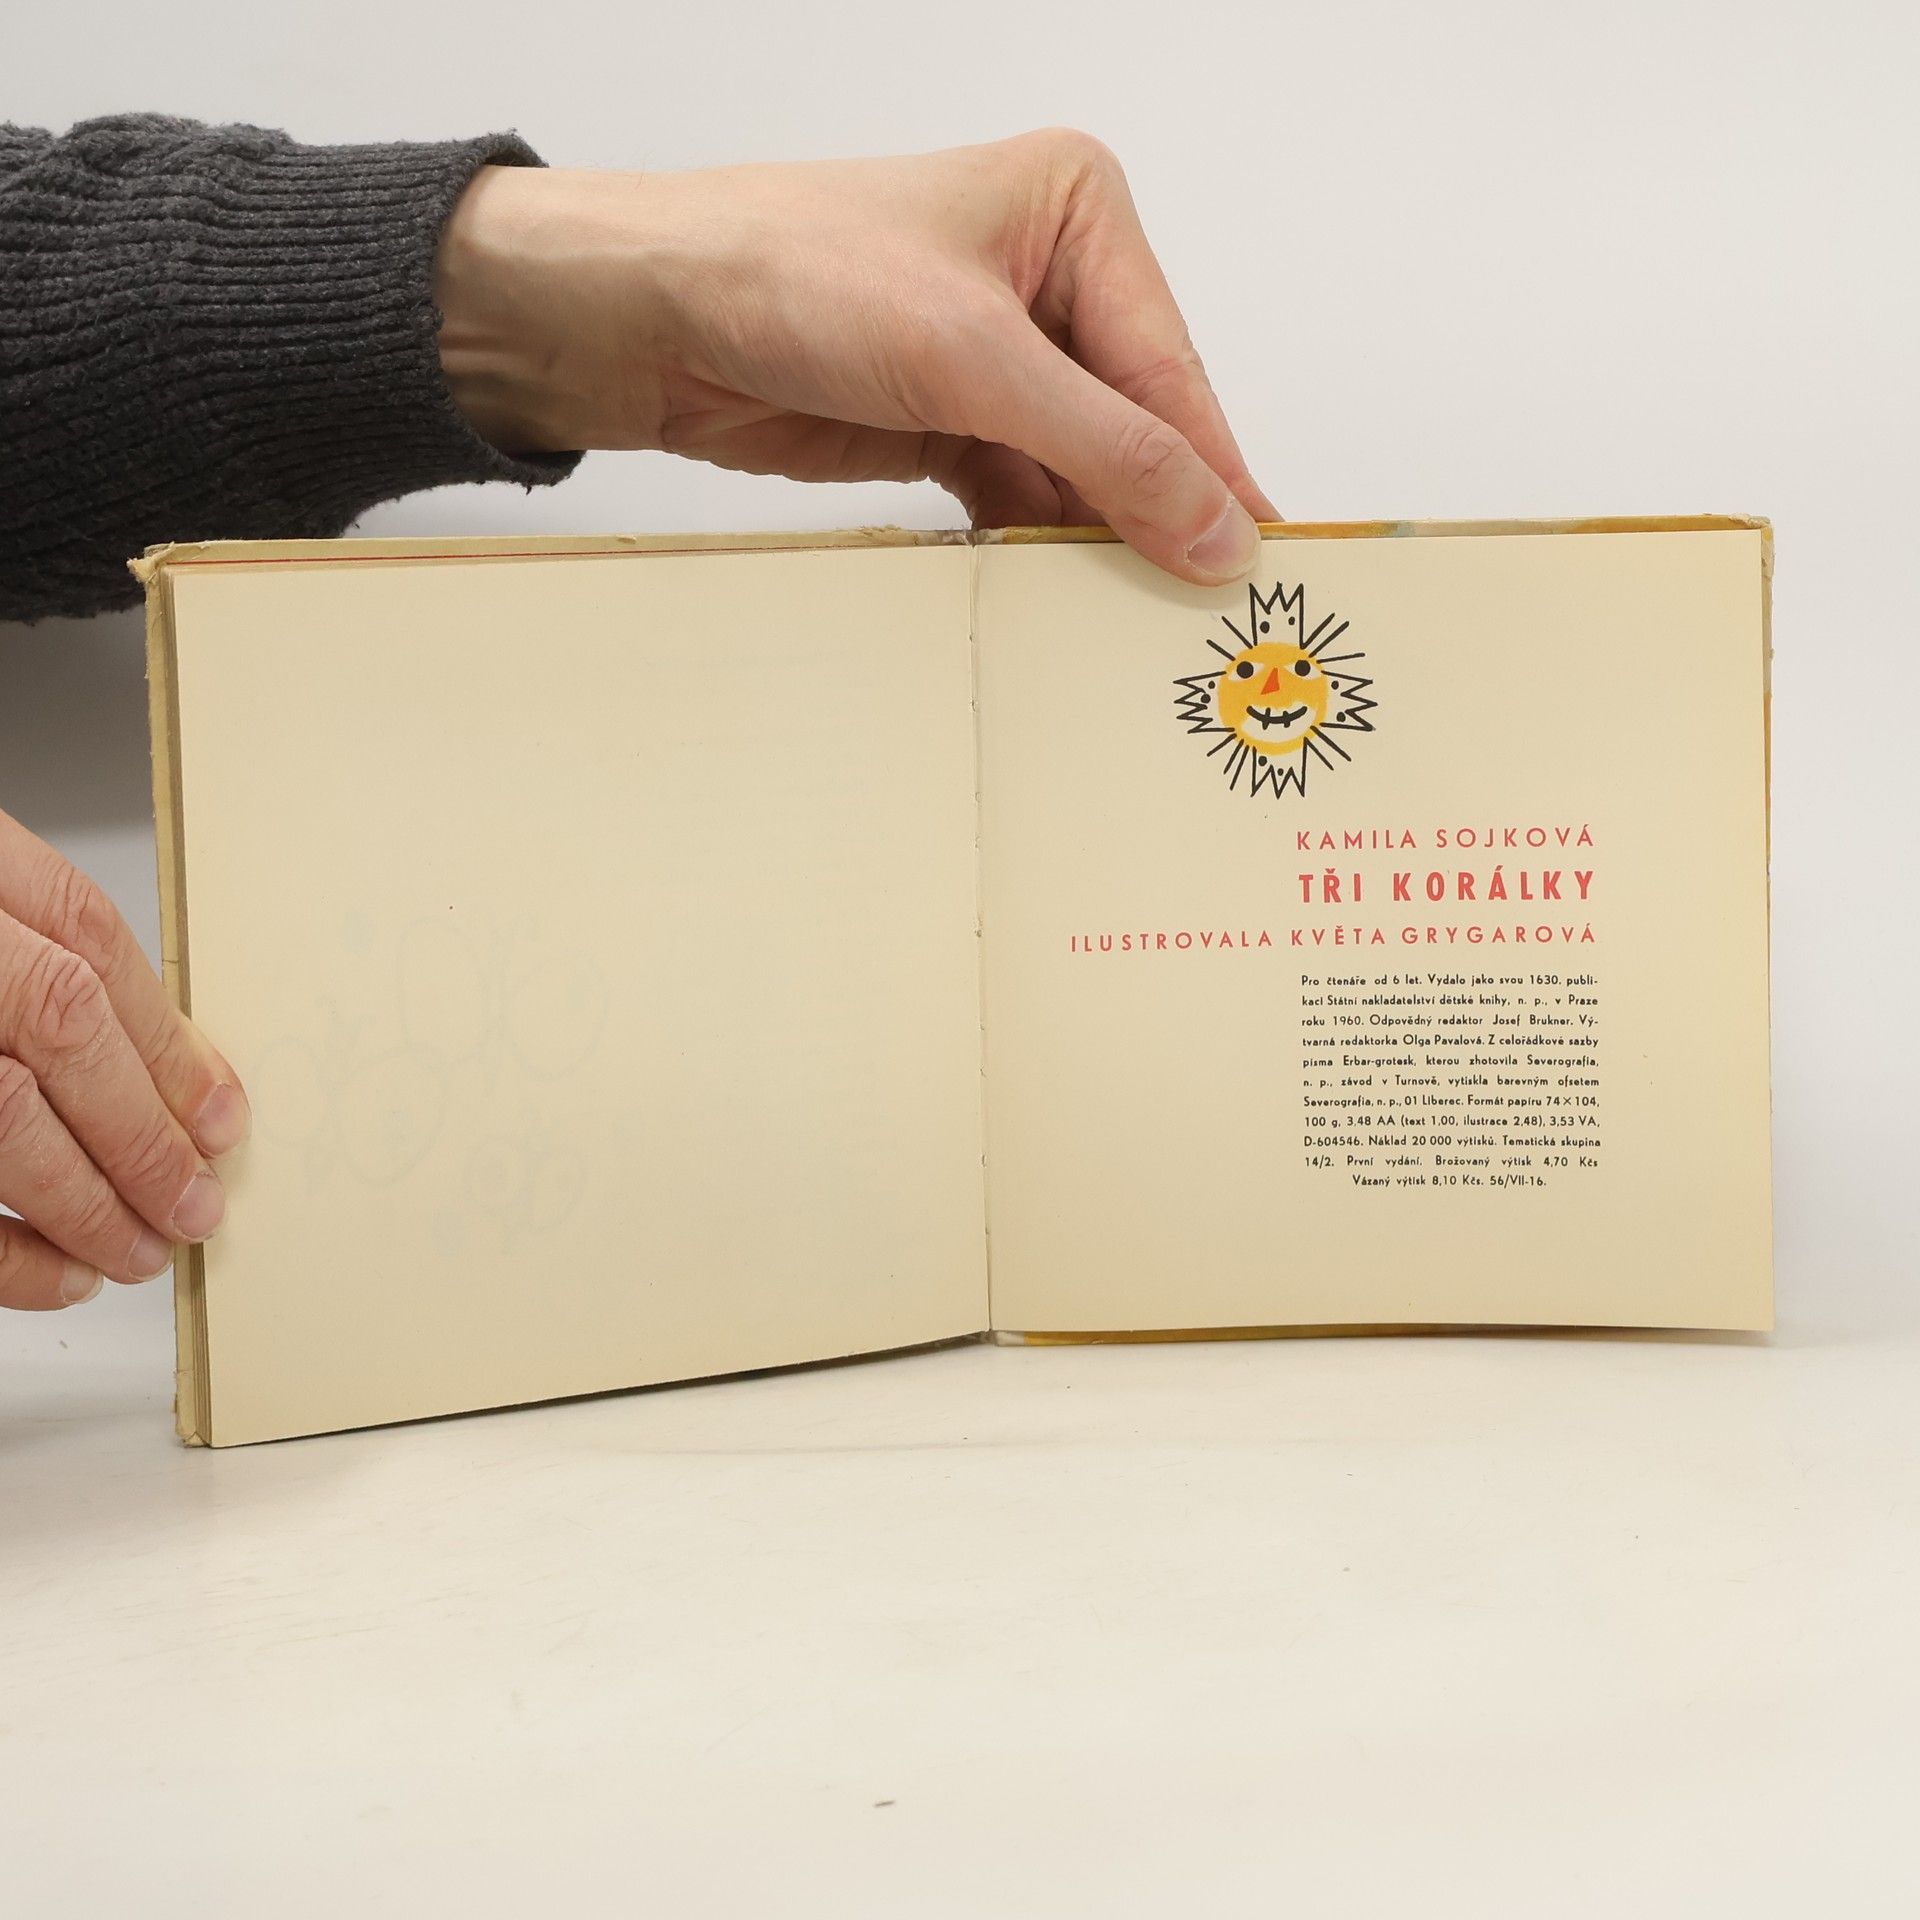 KAMILA SOJKOVÁ
TŘI KORÁLKY
ILUSTROVALA KVĚTA GRYGAROVÁ
Pro čtenáře od 6 let. Vydalo jako svou 1630. publi-
kaci Státní nakladatelství dětské knihy, n. p., v Praze
roku 1960. Odpovědný redaktor Josef Brukner. Vý-
tvarná redaktorka Olga Pavalová. Z celořádkové sazby
písma Erbar-grotesk, kterou zhotovila Severografia,
n. p., závod v Turnově, vytiskla barevným ofsetem
Severografia, n. p., 01 Liberec. Formát papíru 74 × 104,
100 g, 3,48 AA (text 1,00, ilustrace 2,48), 3,53 VA,
D-604546. Náklad 20 000 výtisků. Tematická skupina
14/2. První vydání. Brožovaný výtisk 4,70 Kčs
Vázaný výtisk 8,10 Kčs. 56/VII-16.